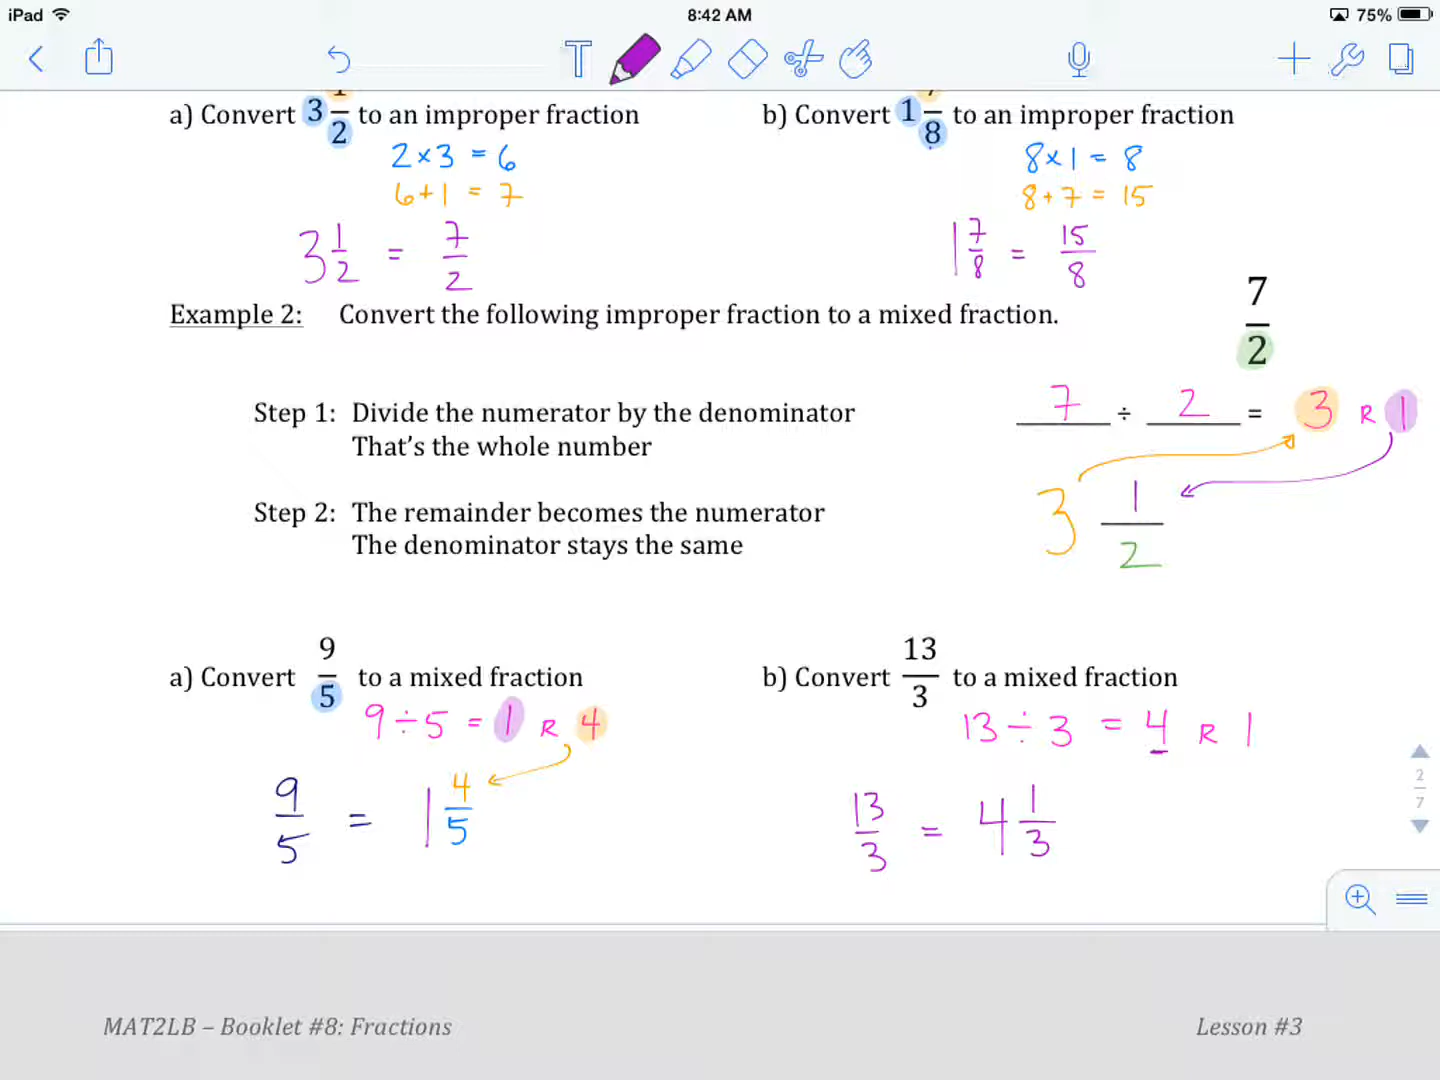 iPad 8:42 AM 75%
T
a) Convert 3 1/2 to an improper fraction
2 × 3 = 6
6 + 1 = 7
3 1/2 = 7/2
b) Convert 1 7/8 to an improper fraction
8 × 1 = 8
8 + 7 = 15
1 7/8 = 15/8
Example 2: Convert the following improper fraction to a mixed fraction. 7/2
Step 1: Divide the numerator by the denominator
That's the whole number
7 ÷ 2 = 3 R 1
Step 2: The remainder becomes the numerator
The denominator stays the same
3 1/2
a) Convert 9/5 to a mixed fraction
9 ÷ 5 = 1 R 4
9/5 = 1 4/5
b) Convert 13/3 to a mixed fraction
13 ÷ 3 = 4 R 1
13/3 = 4 1/3
2/7
MAT2LB – Booklet #8: Fractions
Lesson #3